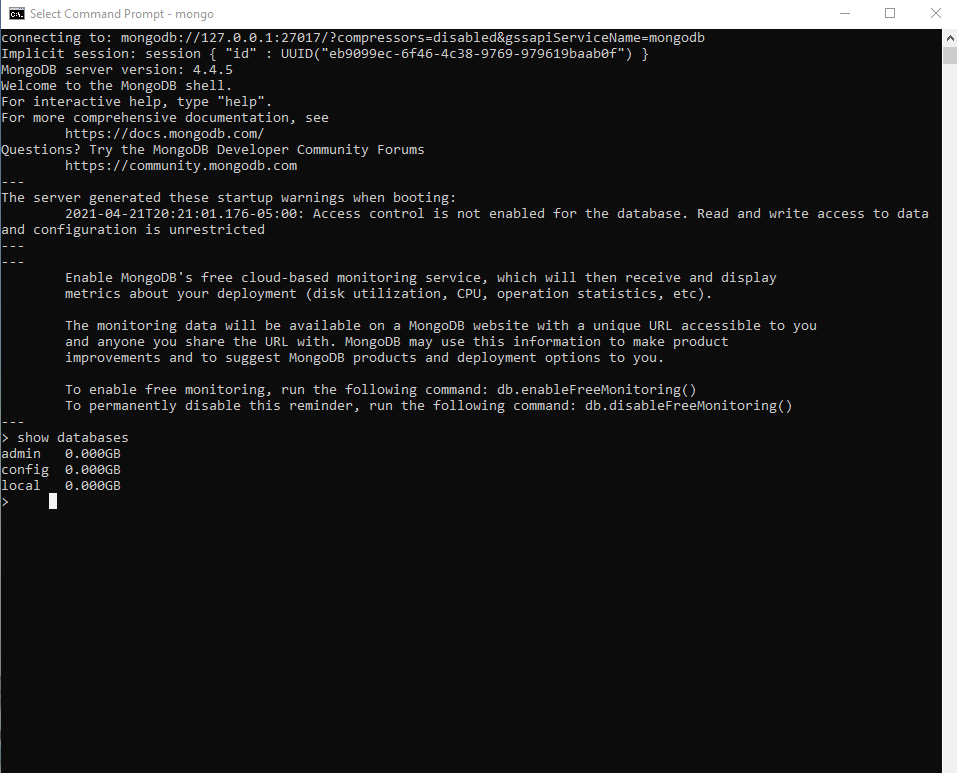 Select Command Prompt - mongo
connecting to: mongodb://127.0.0.1:27017/?compressors=disabled&gssapiServiceName=mongodb
Implicit session: session { "id" : UUID("eb9099ec-6f46-4c38-9769-979619baab0f") }
MongoDB server version: 4.4.5
Welcome to the MongoDB shell.
For interactive help, type "help".
For more comprehensive documentation, see
        https://docs.mongodb.com/
Questions? Try the MongoDB Developer Community Forums
        https://community.mongodb.com
---
The server generated these startup warnings when booting:
        2021-04-21T20:21:01.176-05:00: Access control is not enabled for the database. Read and write access to data
and configuration is unrestricted
---
---
        Enable MongoDB's free cloud-based monitoring service, which will then receive and display
        metrics about your deployment (disk utilization, CPU, operation statistics, etc).

        The monitoring data will be available on a MongoDB website with a unique URL accessible to you
        and anyone you share the URL with. MongoDB may use this information to make product
        improvements and to suggest MongoDB products and deployment options to you.

        To enable free monitoring, run the following command: db.enableFreeMonitoring()
        To permanently disable this reminder, run the following command: db.disableFreeMonitoring()
---
> show databases
admin   0.000GB
config  0.000GB
local   0.000GB
>